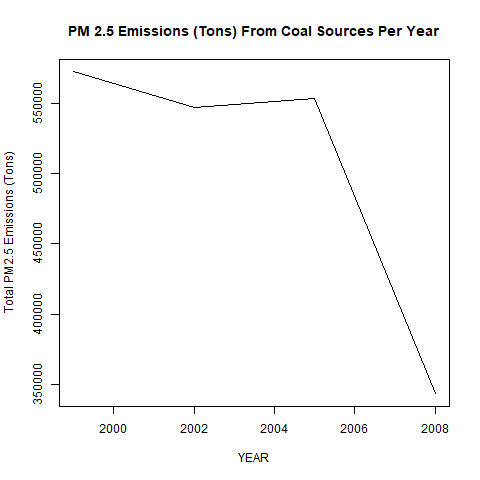 PM 2.5 Emissions (Tons) From Coal Sources Per Year
Total PM2.5 Emissions (Tons)
550000
500000
450000
400000
350000
2000 2002 2004 2006 2008
YEAR